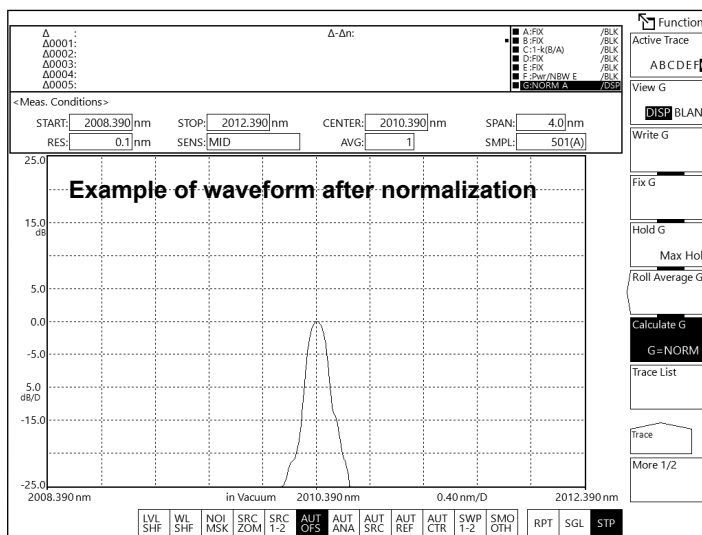 Δ :
Δ0001:
Δ0002:
Δ0003:
Δ0004:
Δ0005:
Δ-Δn:
A:FIX /BLK
B:FIX /BLK
C:1-k(B/A) /BLK
D:FIX /BLK
E:FIX /BLK
F:Pwr/NBW E /BLK
G:NORM A /DSP
<Meas. Conditions>
START: 2008.390 nm STOP: 2012.390 nm CENTER: 2010.390 nm SPAN: 4.0 nm
RES: 0.1 nm SENS: MID AVG: 1 SMPL: 501(A)
25.0
Example of waveform after normalization
15.0
dB
5.0
0.0
-5.0
5.0
dB/D
-15.0
-25.0
2008.390 nm in Vacuum 2010.390 nm 0.40 nm/D 2012.390 nm
LVL SHF
WL SHF
NOI MSK
SRC ZOM
SRC 1-2
AUT OFS
AUT ANA
AUT SRC
AUT REF
AUT CTR
SWP 1-2
SMO OTH
RPT
SGL
STP
Function
Active Trace
ABCDEF
View G
DISP BLAN
Write G
Fix G
Hold G
Max Hol
Roll Average G
Calculate G
G=NORM
Trace List
Trace
More 1/2